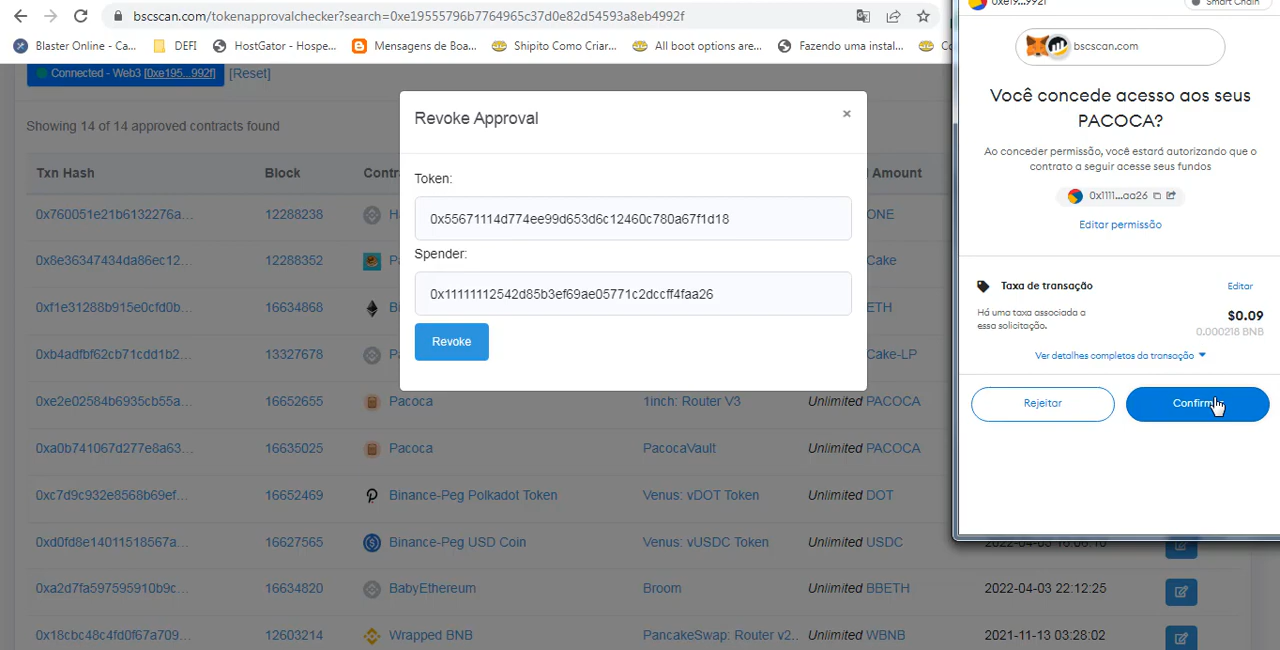 bscscan.com/tokenapprovalchecker?search=0xe19555796b7764965c37d0e82d54593a8eb4992f
Blaster Online - Ca... DEFI HostGator - Hospe... Mensagens de Boa... Shipito Como Criar... All boot options are... Fazendo uma instal...
Connected - Web3 [0xe195...992f] [Reset]
Showing 14 of 14 approved contracts found
Txn Hash Block Contr Amount
0x760051e21b6132276a... 12288238 ONE
0x8e36347434da86ec12... 12288352 Cake
0xf1e31288b915e0cfd0b... 16634868 ETH
0xb4adfbf62cb71cdd1b2... 13327678 Cake-LP
0xe2e02584b6935cb55a... 16652655 Pacoca 1inch: Router V3 Unlimited PACOCA
0xa0b741067d277e8a63... 16635025 Pacoca PacocaVault Unlimited PACOCA
0xc7d9c932e8568b69ef... 16652469 Binance-Peg Polkadot Token Venus: vDOT Token Unlimited DOT
0xd0fd8e14011518567a... 16627565 Binance-Peg USD Coin Venus: vUSDC Token Unlimited USDC
0xa2d7fa597595910b9c... 16634820 BabyEthereum Broom Unlimited BBETH 2022-04-03 22:12:25
0x18cbc48c4fd0f67a709... 12603214 Wrapped BNB PancakeSwap: Router v2... Unlimited WBNB 2021-11-13 03:28:02
Revoke Approval
×
Token:
0x55671114d774ee99d653d6c12460c780a67f1d18
Spender:
0x11111112542d85b3ef69ae05771c2dccff4faa26
Revoke
0xe19...992f Smart Chain
bscscan.com
Você concede acesso aos seus
PACOCA?
Ao conceder permissão, você estará autorizando que o
contrato a seguir acesse seus fundos
0x1111...aa26
Editar permissão
Taxa de transação Editar
Há uma taxa associada a
essa solicitação.
$0.09
0.000218 BNB
Ver detalhes completos da transação
Rejeitar